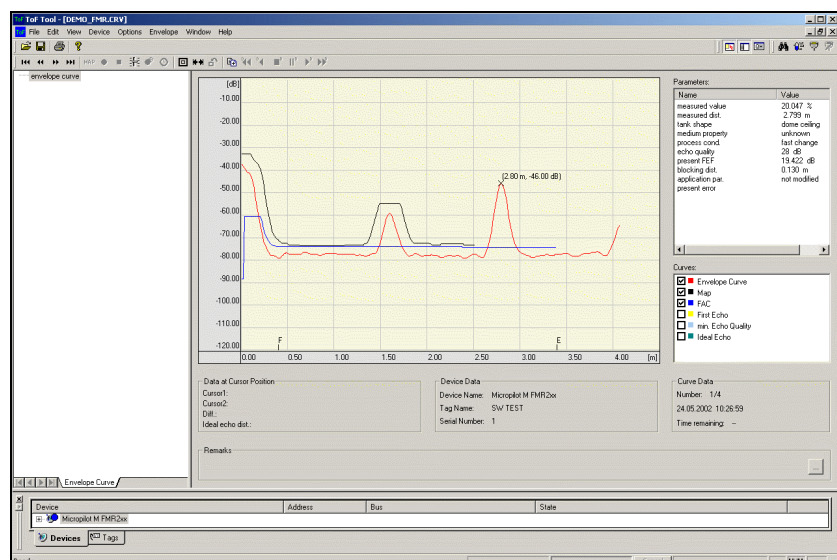 ToF Tool - [DEMO_FMR.CRV]
File Edit View Device Options Envelope Window Help
MAP
envelope curve
[dB]
-10.00
-20.00
-30.00
-40.00
-50.00
-60.00
-70.00
-80.00
-90.00
-100.00
-110.00
-120.00
(2.80 m, -46.00 dB)
F
E
0.00 0.50 1.00 1.50 2.00 2.50 3.00 3.50 4.00 [m]
Parameters:
Name Value
measured value 20.047 %
measured dist. 2.799 m
tank shape dome ceiling
medium property unknown
process cond. fast change
echo quality 28 dB
present FEF 19.422 dB
blocking dist. 0.130 m
application par. not modified
present error
Curves:
Envelope Curve
Map
FAC
First Echo
min. Echo Quality
Ideal Echo
Data at Cursor Position
Cursor1:
Cursor2:
Diff.:
Ideal echo dist.:
Device Data
Device Name: Micropilot M FMR2xx
Tag Name: SW TEST
Serial Number: 1
Curve Data
Number: 1/4
24.05.2002 10:26:59
Time remaining: --
Remarks
...
Envelope Curve
Device Address Bus State
Micropilot M FMR2xx
Devices Tags